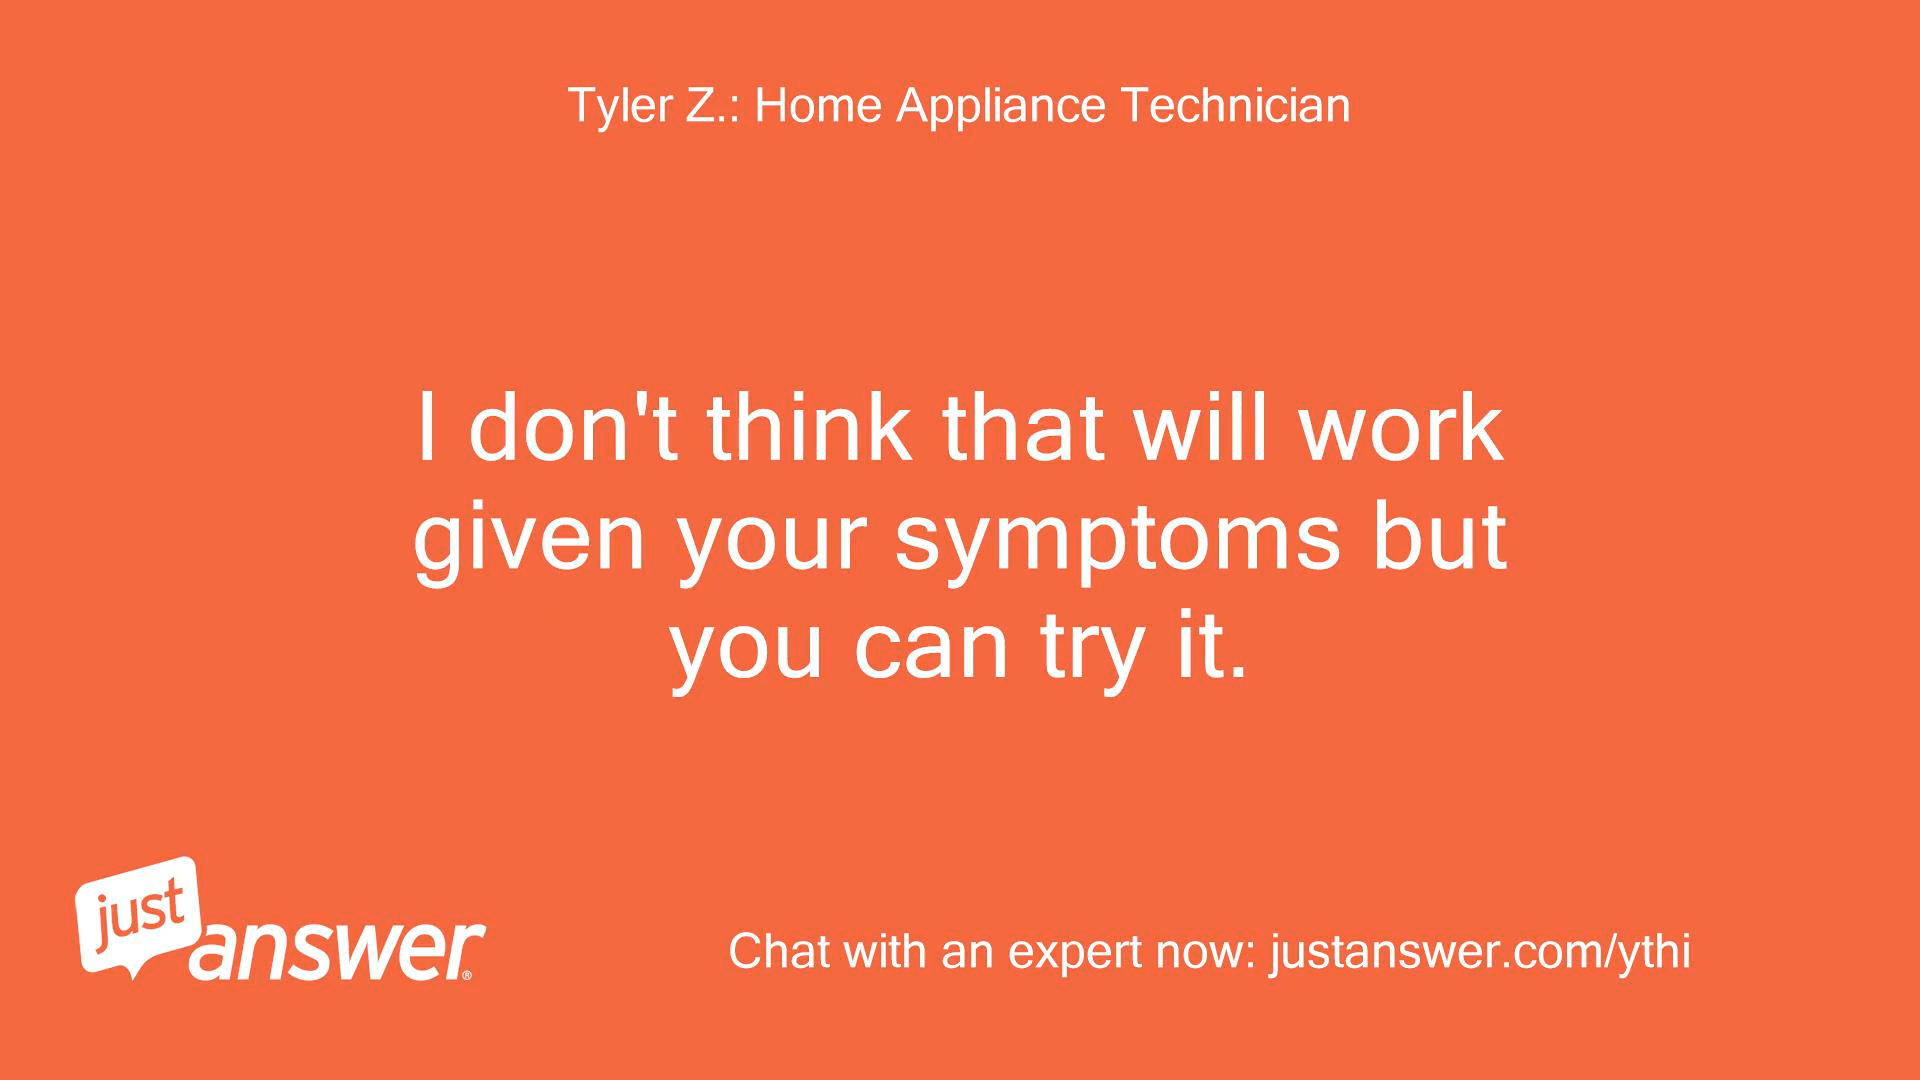 Tyler Z.: Home Appliance Technician
I don't think that will work
given your symptoms but
you can try it.
just
answer®
Chat with an expert now: justanswer.com/ythi